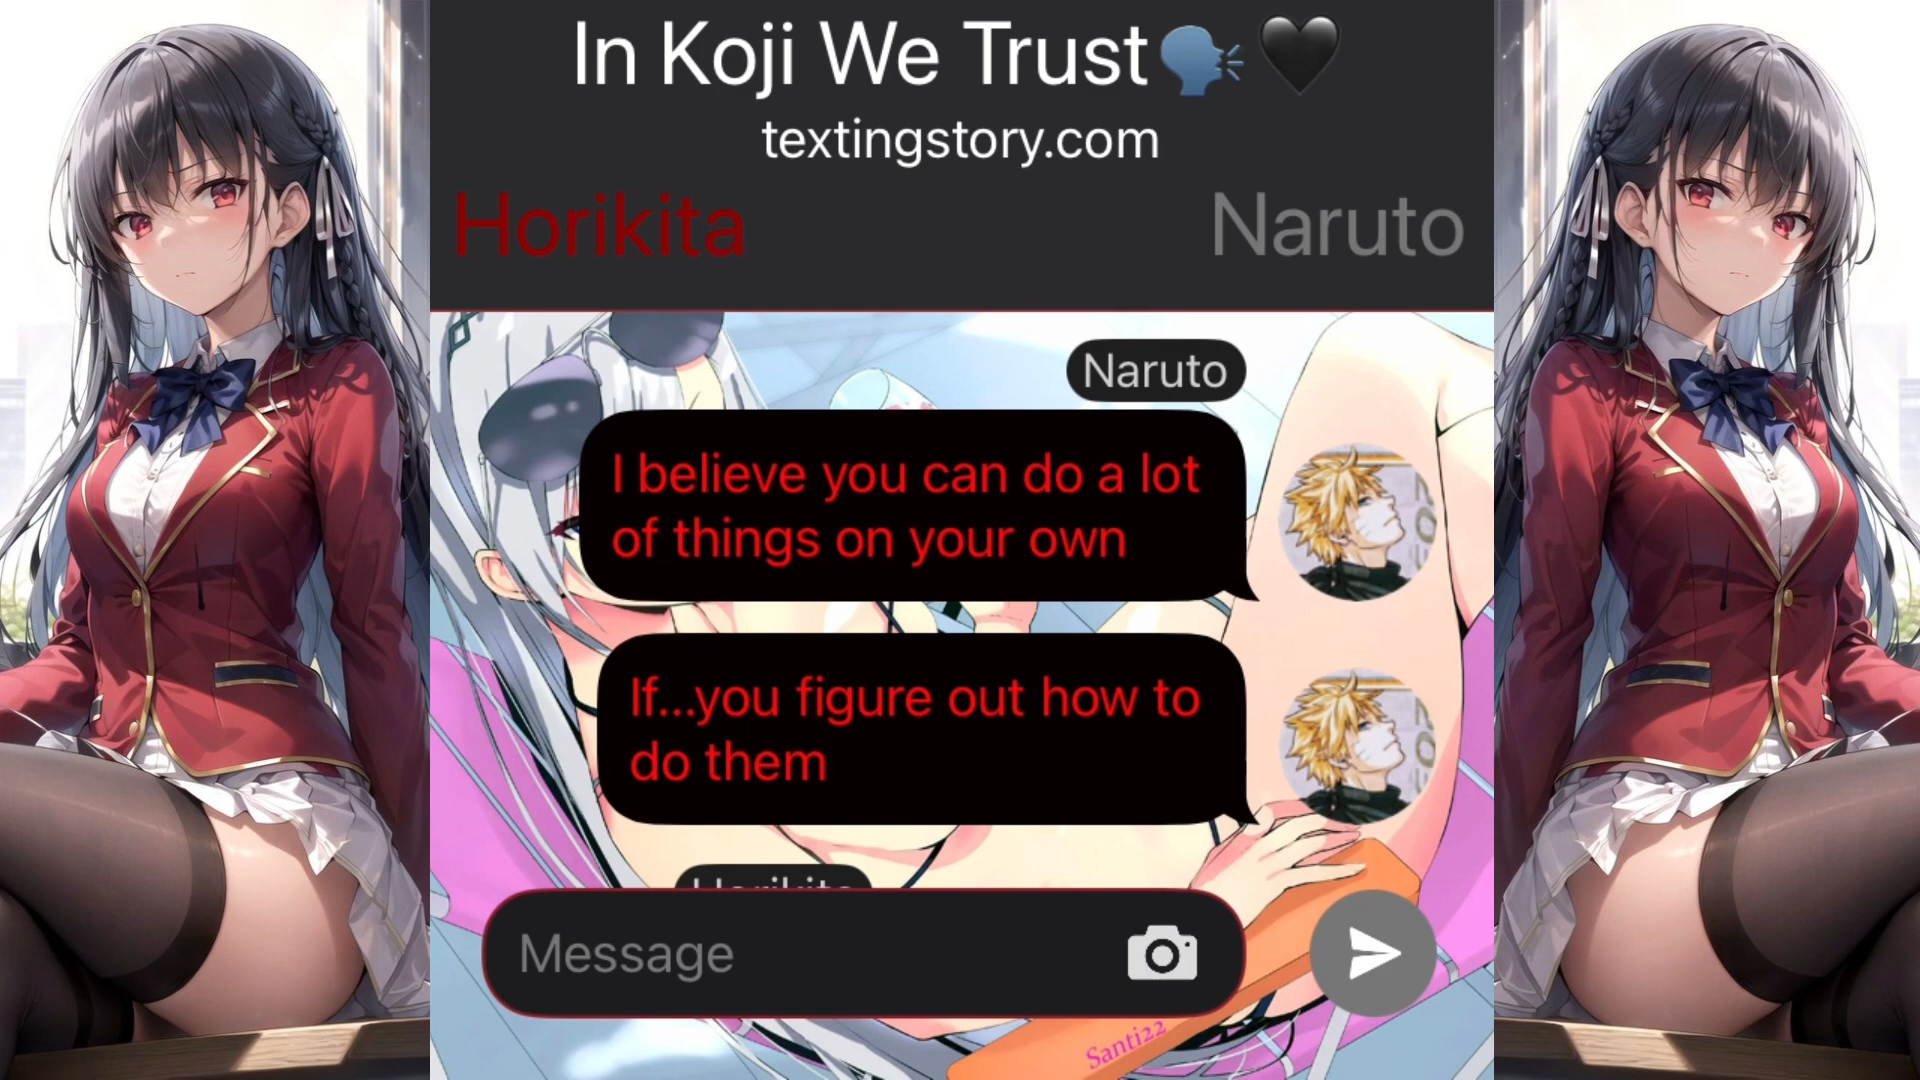 In Koji We Trust🗣️🖤
textingstory.com
Horikita
Naruto
Naruto
I believe you can do a lot
of things on your own
If...you figure out how to
do them
Horikita
Message
Santi22